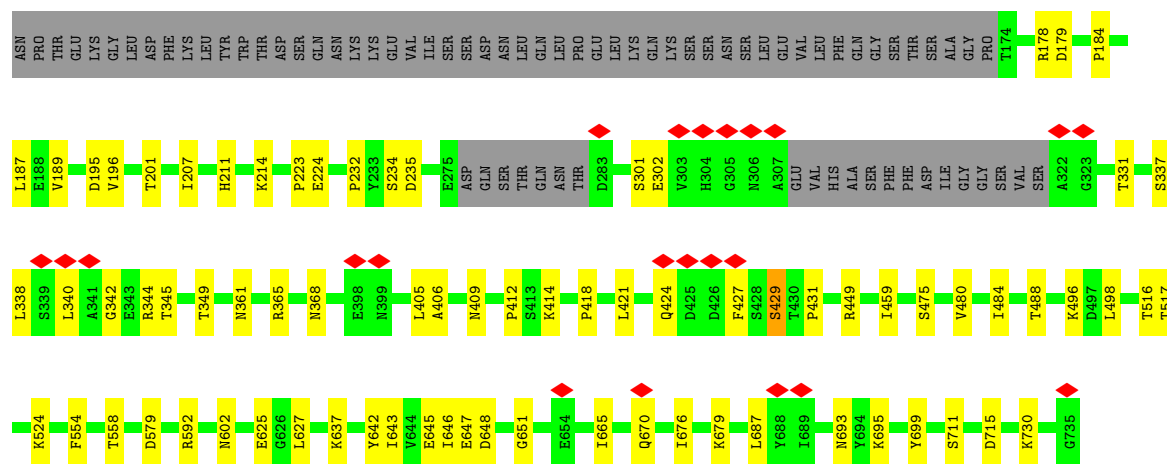 ASN PRO THR GLU LYS GLY LEU ASP PHE LYS LEU TYR TRP THR ASP SER GLN ASN LYS LYS GLU VAL ILE SER SER ASP ASN LEU GLN LEU PRO GLU LEU LYS GLN LYS SER SER ASN SER LEU GLU VAL LEU PHE GLN GLY SER THR SER ALA GLY PRO T174 R178 D179 P184
L187 E188 V189 D195 V196 T201 I207 H211 K214 P223 E224 P232 Y233 S234 D235 E275 ASP GLN SER THR GLN ASN THR D283 S301 E302 V303 H304 G305 N306 A307 GLU VAL HIS ALA SER PHE PHE ASP ILE GLY GLY SER VAL SER A322 G323 T331 S337
L338 S339 L340 A341 G342 E343 R344 T345 T349 N361 R365 N368 E398 N399 L405 A406 N409 P412 S413 K414 P418 L421 Q424 D425 D426 F427 S428 S429 T430 P431 R449 I459 S475 V480 I484 T488 K496 D497 L498 T516 T517
K524 F554 T558 D579 R592 N602 E625 G626 L627 K637 Y642 I643 V644 E645 I646 E647 D648 G651 E654 I665 Q670 I676 K679 L687 Y688 I689 N693 Y694 K695 Y699 S711 D715 K730 G735